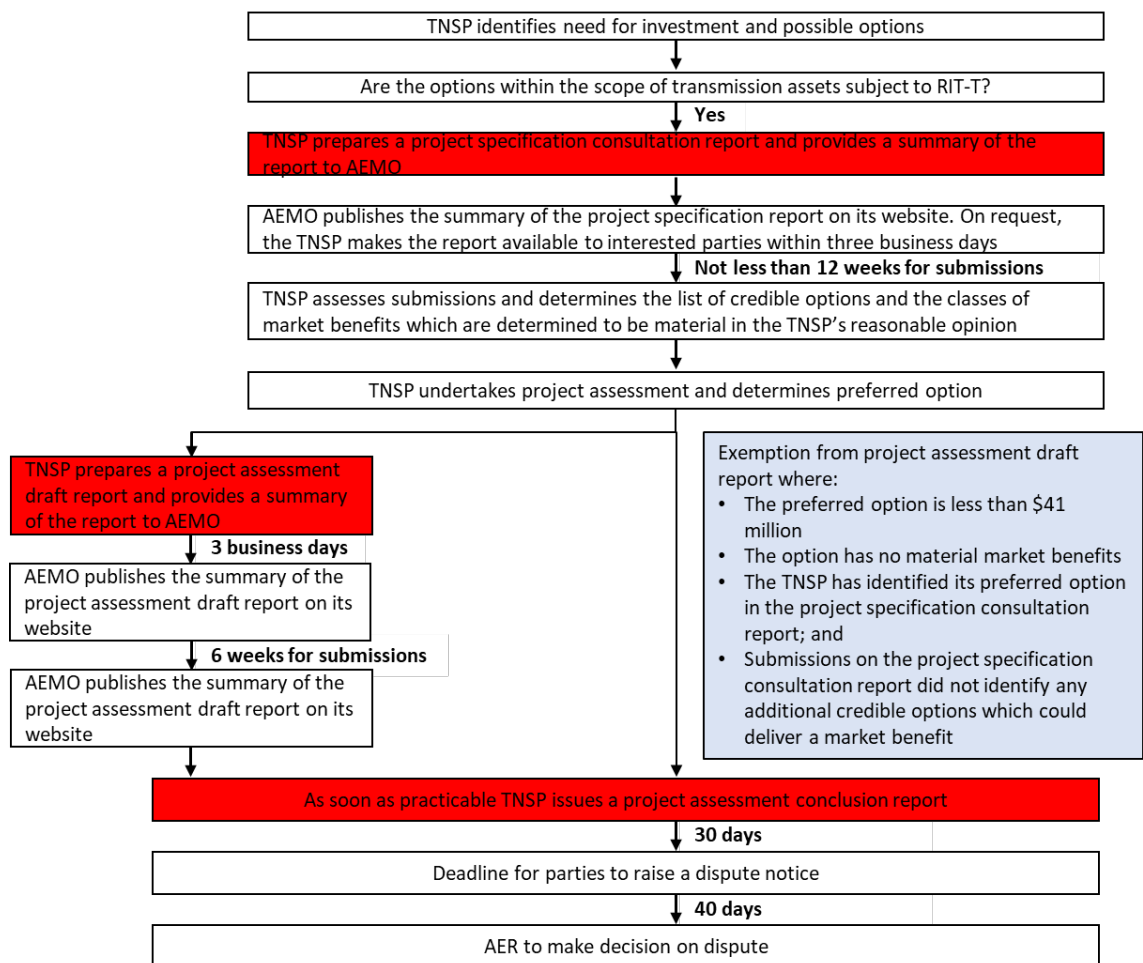 TNSP identifies need for investment and possible options
Are the options within the scope of transmission assets subject to RIT-T?
Yes
TNSP prepares a project specification consultation report and provides a summary of the
report to AEMO
AEMO publishes the summary of the project specification report on its website. On request,
the TNSP makes the report available to interested parties within three business days
Not less than 12 weeks for submissions
TNSP assesses submissions and determines the list of credible options and the classes of
market benefits which are determined to be material in the TNSP's reasonable opinion
TNSP undertakes project assessment and determines preferred option
TNSP prepares a project assessment
draft report and provides a summary
of the report to AEMO
3 business days
AEMO publishes the summary of the
project assessment draft report on its
website
6 weeks for submissions
AEMO publishes the summary of the
project assessment draft report on its
website
Exemption from project assessment draft
report where:
• The preferred option is less than $41
million
• The option has no material market benefits
• The TNSP has identified its preferred option
in the project specification consultation
report; and
• Submissions on the project specification
consultation report did not identify any
additional credible options which could
deliver a market benefit
As soon as practicable TNSP issues a project assessment conclusion report
30 days
Deadline for parties to raise a dispute notice
40 days
AER to make decision on dispute